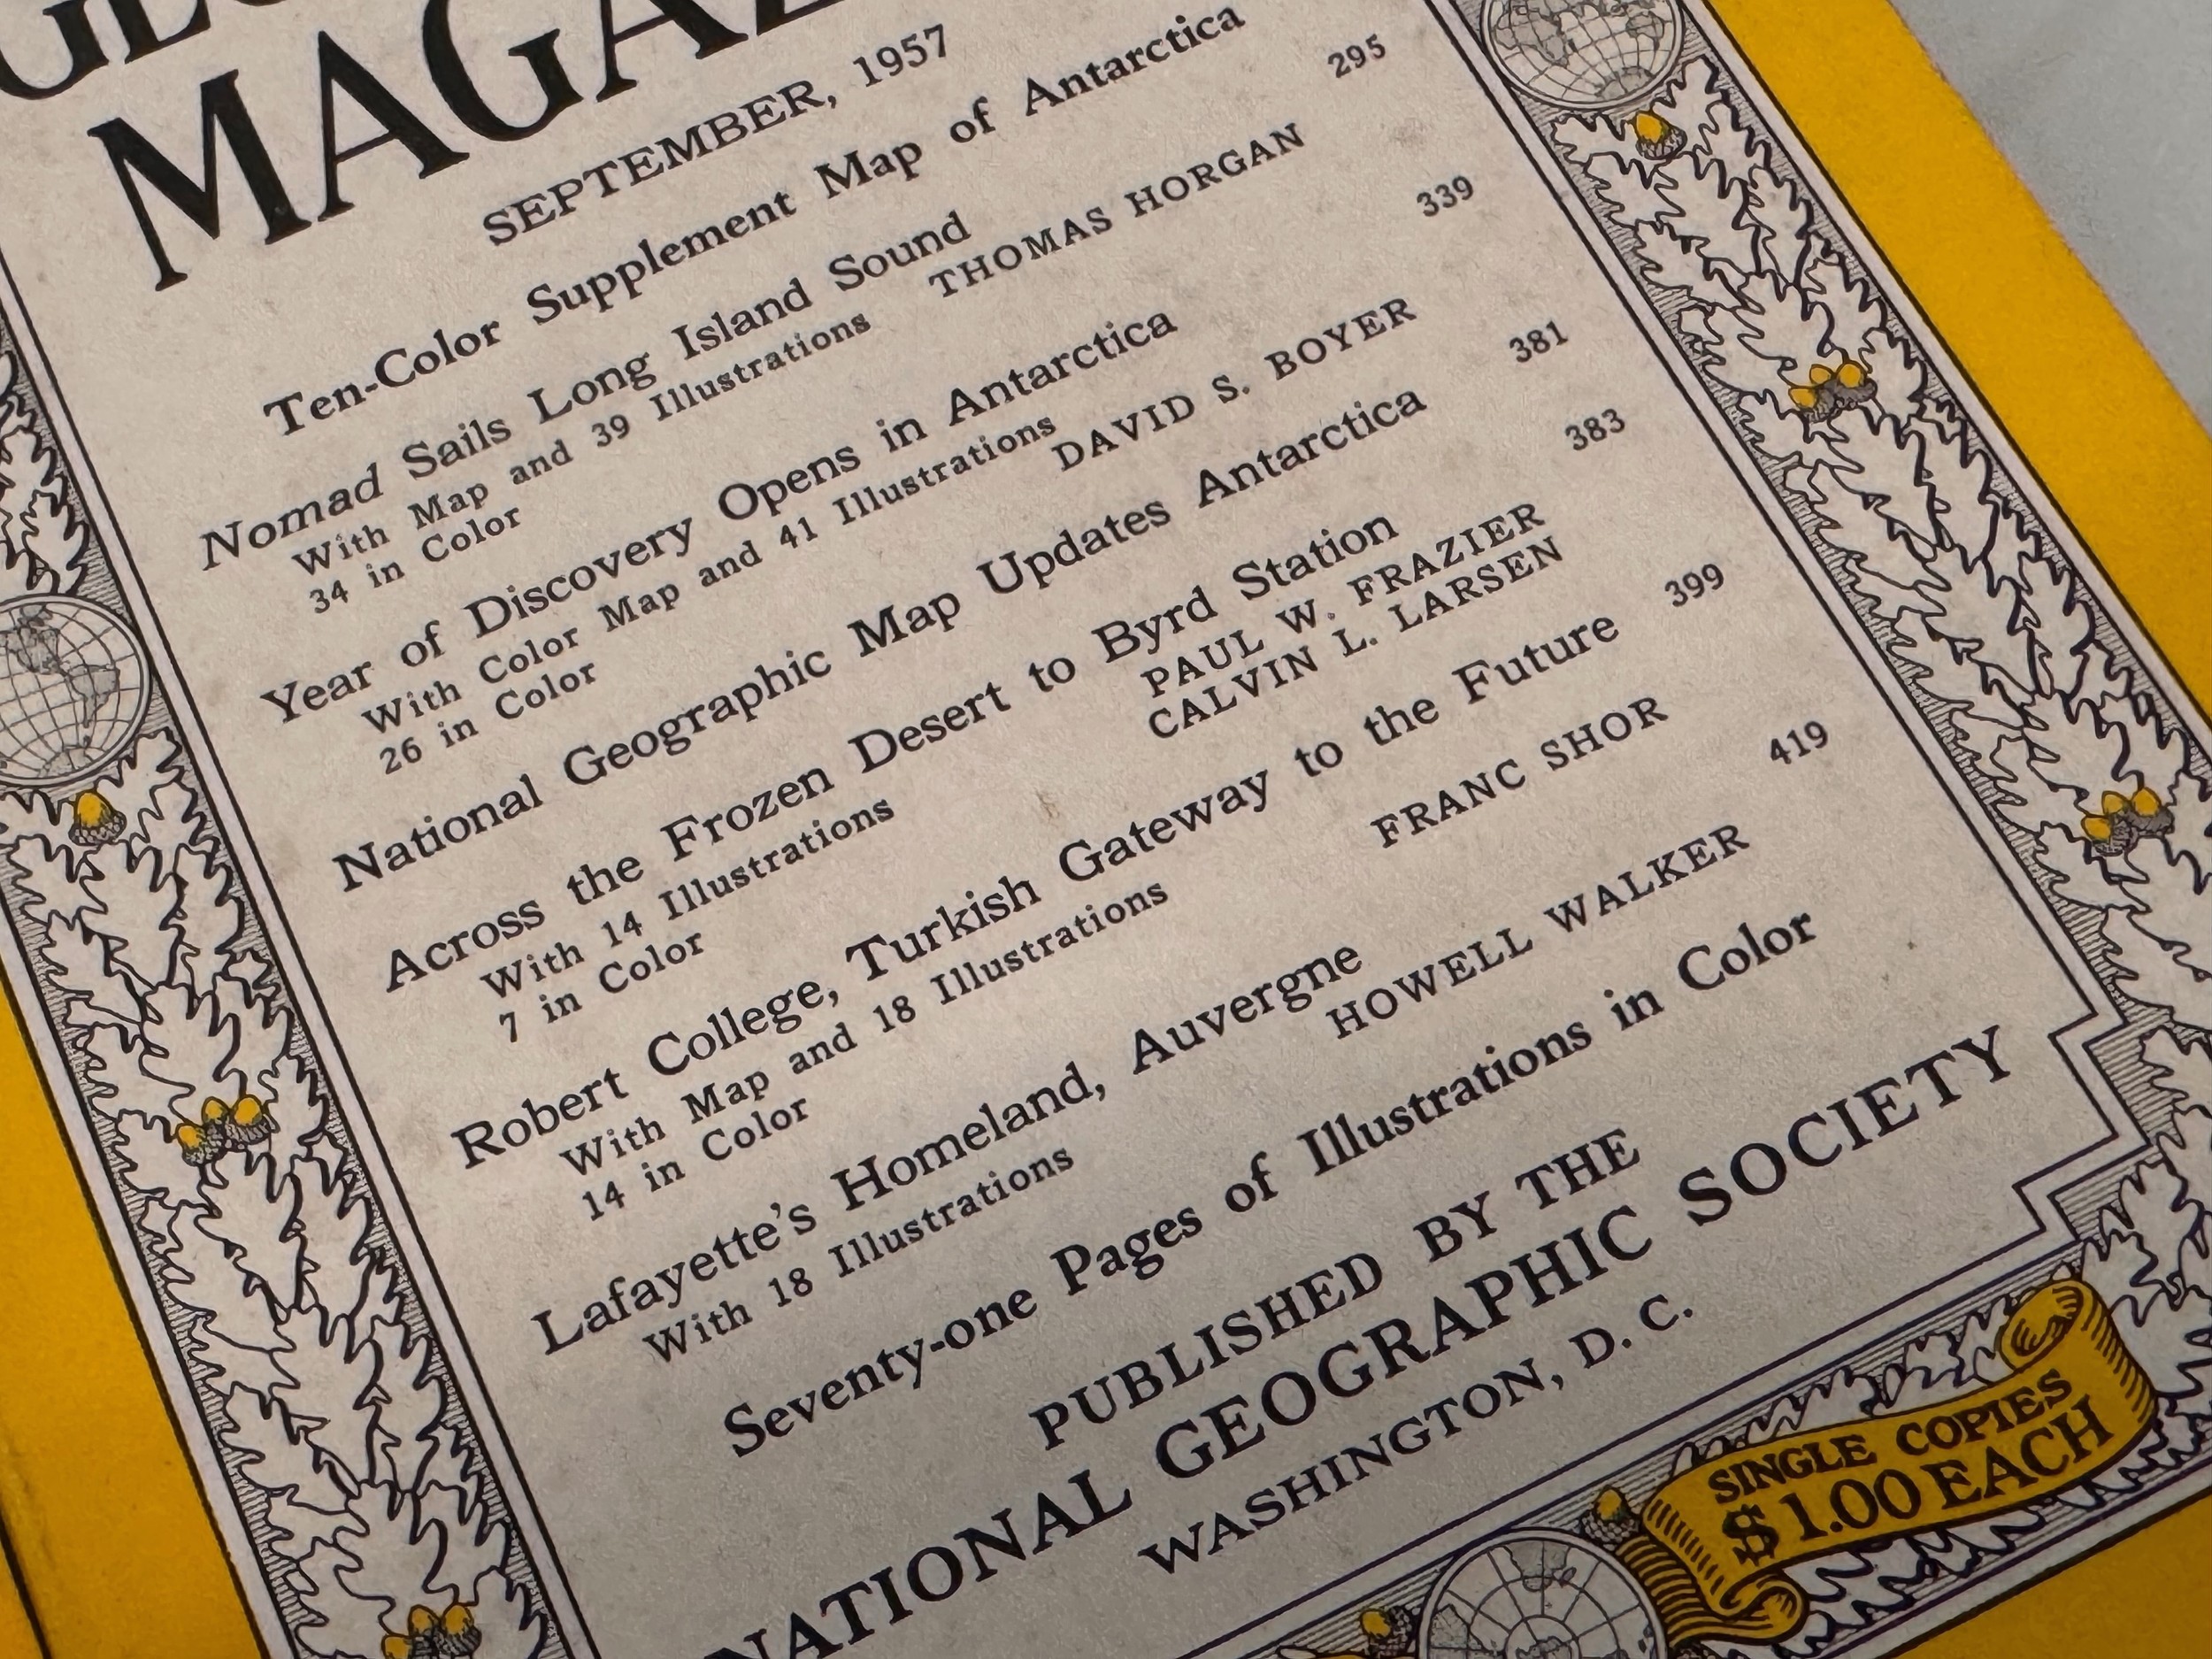 MAGAZ
SEPTEMBER, 1957
Ten-Color Supplement Map of Antarctica
Nomad Sails Long Island Sound 295
With Map and 39 Illustrations THOMAS HORGAN
34 in Color
Year of Discovery Opens in Antarctica 339
With Color Map and 41 Illustrations DAVID S. BOYER
26 in Color
National Geographic Map Updates Antarctica 381
Across the Frozen Desert to Byrd Station 383
With 14 Illustrations PAUL W. FRAZIER
7 in Color CALVIN L. LARSEN
Robert College, Turkish Gateway to the Future 399
With Map and 18 Illustrations FRANC SHOR
14 in Color
Lafayette's Homeland, Auvergne 419
With 18 Illustrations HOWELL WALKER
Seventy-one Pages of Illustrations in Color
PUBLISHED BY THE
NATIONAL GEOGRAPHIC SOCIETY
WASHINGTON, D. C.
SINGLE COPIES
$1.00 EACH